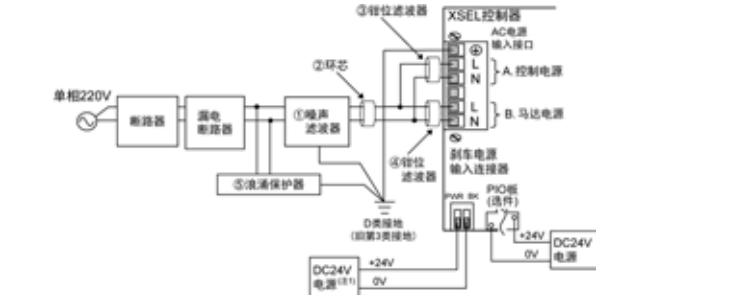 ③钳位滤波器
XSEL控制器
AC电源
输入接口
②环芯
L
N
A. 控制电源
单相220V
断路器
漏电
断路器
①噪声
滤波器
L
N
B. 马达电源
④钳位
滤波器
刹车电源
输入连接器
⑤浪涌保护器
PWR BK
PIO板
(选件)
D类接地
(旧第3类接地)
+24V
0V
DC24V
电源
DC24V
电源(注1)
+24V
0V